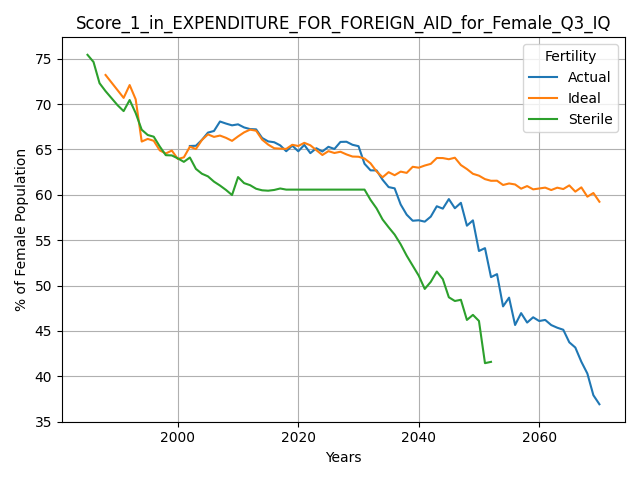 Score_1_in_EXPENDITURE_FOR_FOREIGN_AID_for_Female_Q3_IQ
Fertility
Actual
Ideal
Sterile
% of Female Population
75
70
65
60
55
50
45
40
35
2000 2020 2040 2060
Years